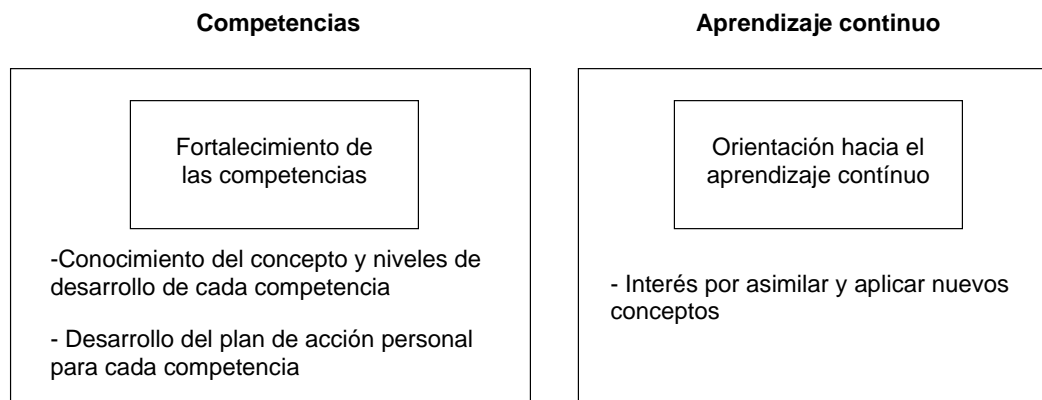 Competencias
Fortalecimiento de
las competencias
-Conocimiento del concepto y niveles de
desarrollo de cada competencia
- Desarrollo del plan de acción personal
para cada competencia
Aprendizaje continuo
Orientación hacia el
aprendizaje contínuo
- Interés por asimilar y aplicar nuevos
conceptos